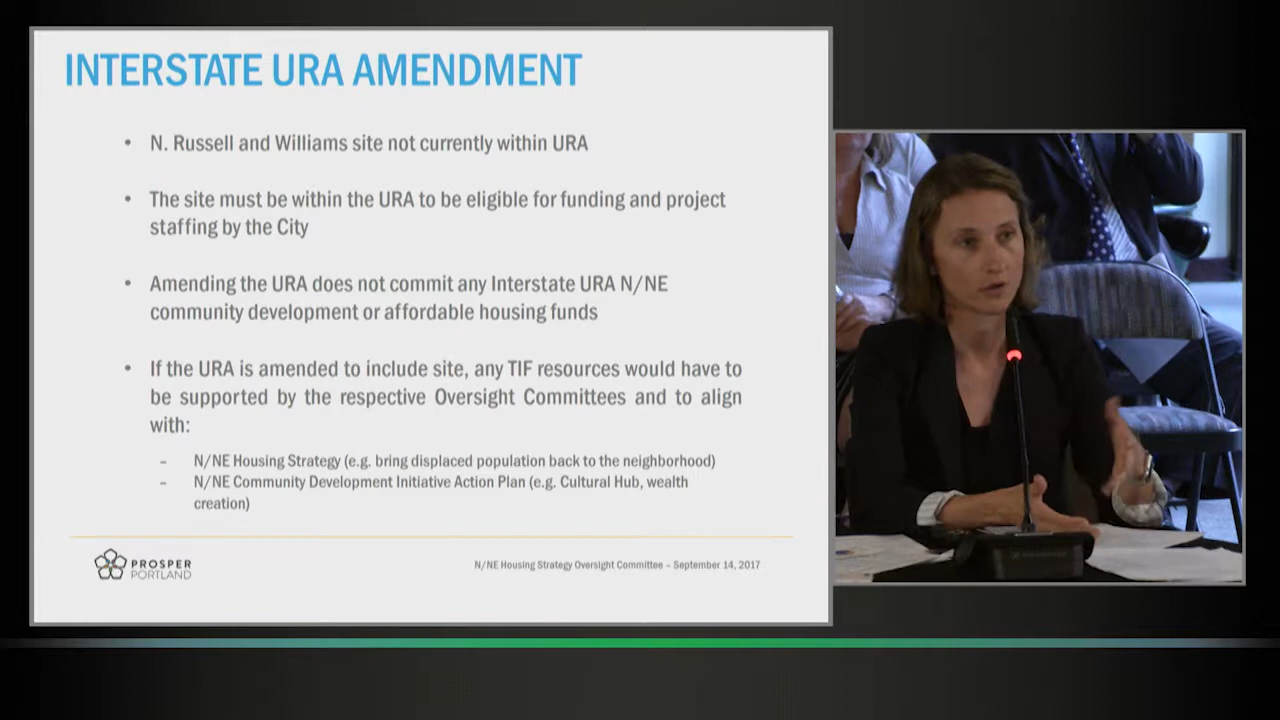 INTERSTATE URA AMENDMENT
• N. Russell and Williams site not currently within URA
• The site must be within the URA to be eligible for funding and project
staffing by the City
• Amending the URA does not commit any Interstate URA N/NE
community development or affordable housing funds
• If the URA is amended to include site, any TIF resources would have to
be supported by the respective Oversight Committees and to align
with:
– N/NE Housing Strategy (e.g. bring displaced population back to the neighborhood)
– N/NE Community Development Initiative Action Plan (e.g. Cultural Hub, wealth
creation)
PROSPER
PORTLAND
N/NE Housing Strategy Oversight Committee – September 14, 2017